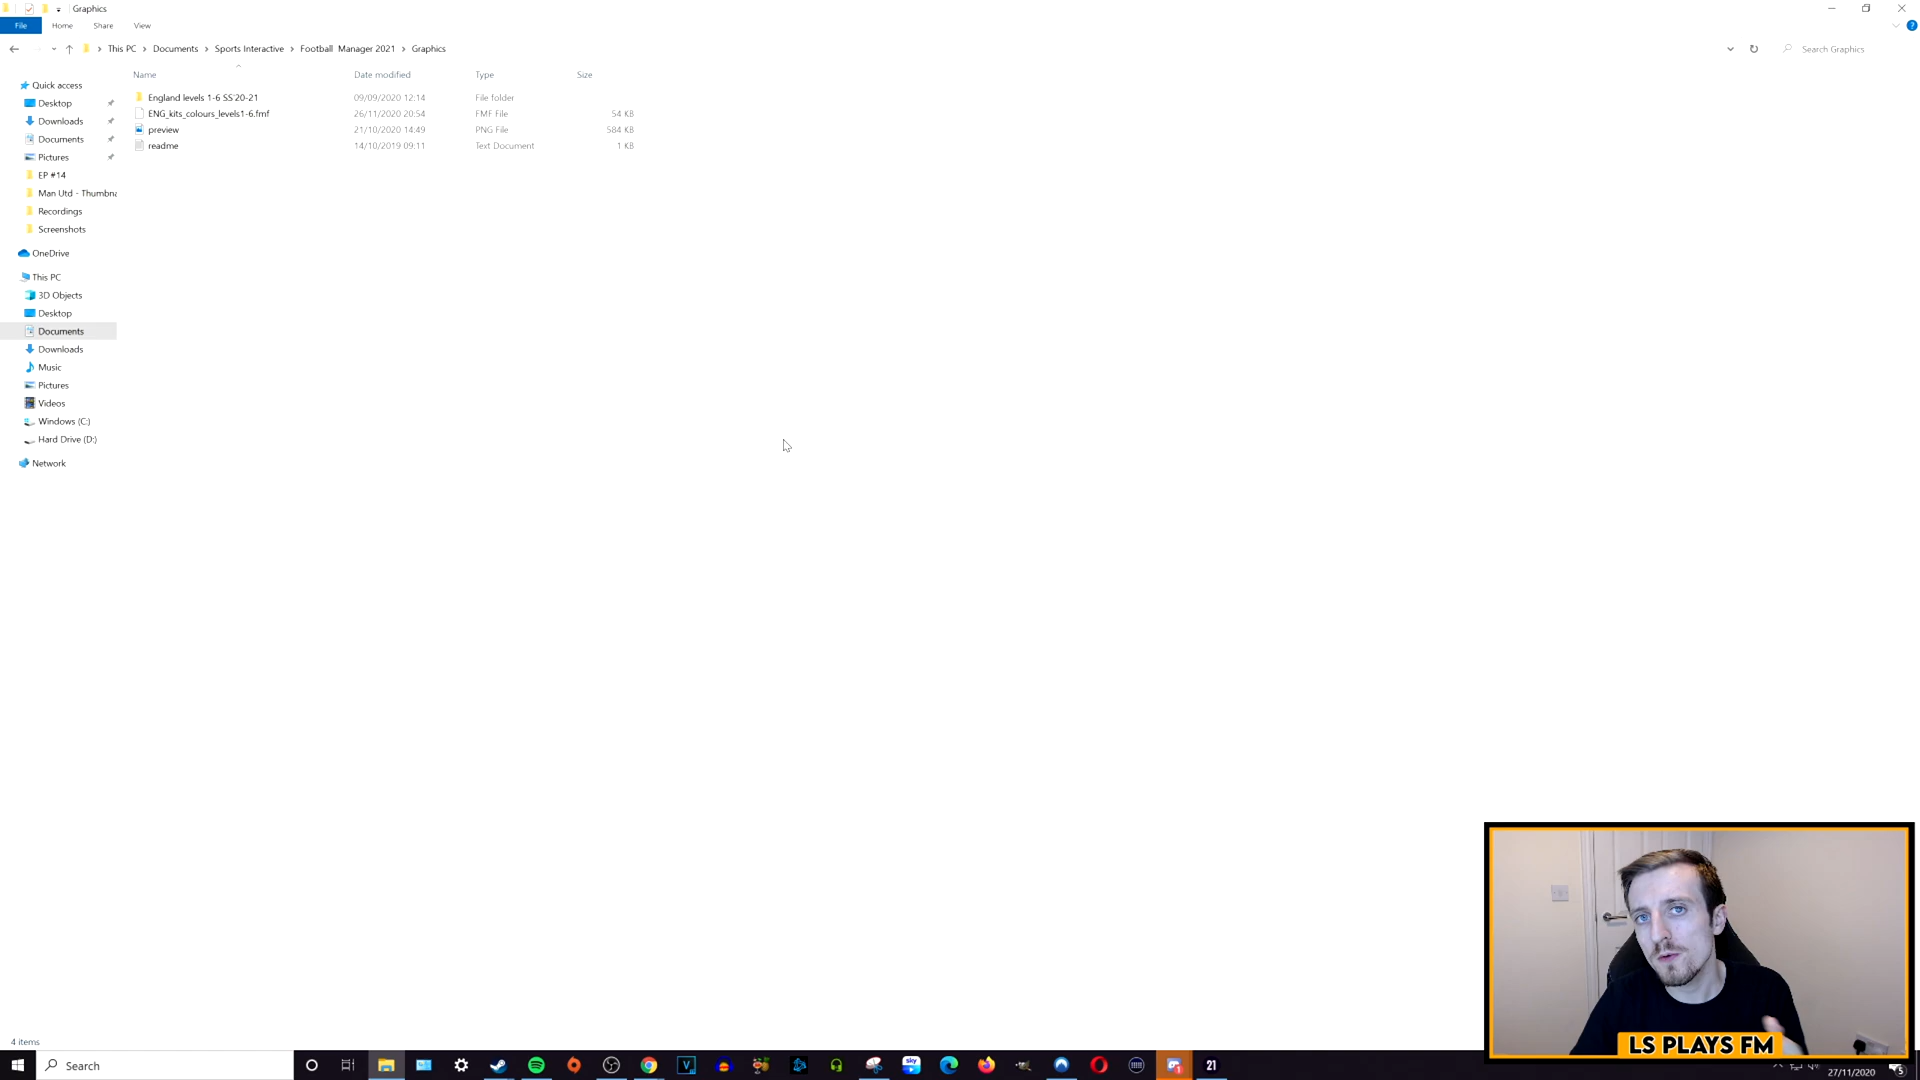 Graphics
File Home Share View
This PC Documents Sports Interactive Football Manager 2021 Graphics
Search Graphics
Name Date modified Type Size
England levels 1-6 SS'20-21 09/09/2020 12:14 File folder
ENG_kits_colours_levels1-6.fmf 26/11/2020 20:54 FMF File 54 KB
preview 21/10/2020 14:49 PNG File 584 KB
readme 14/10/2019 09:11 Text Document 1 KB
Quick access
Desktop
Downloads
Documents
Pictures
EP #14
Man Utd - Thumbna
Recordings
Screenshots
OneDrive
This PC
3D Objects
Desktop
Documents
Downloads
Music
Pictures
Videos
Windows (C:)
Hard Drive (D:)
Network
4 items
LS PLAYS FM
Search
sky
21
27/11/2020
5